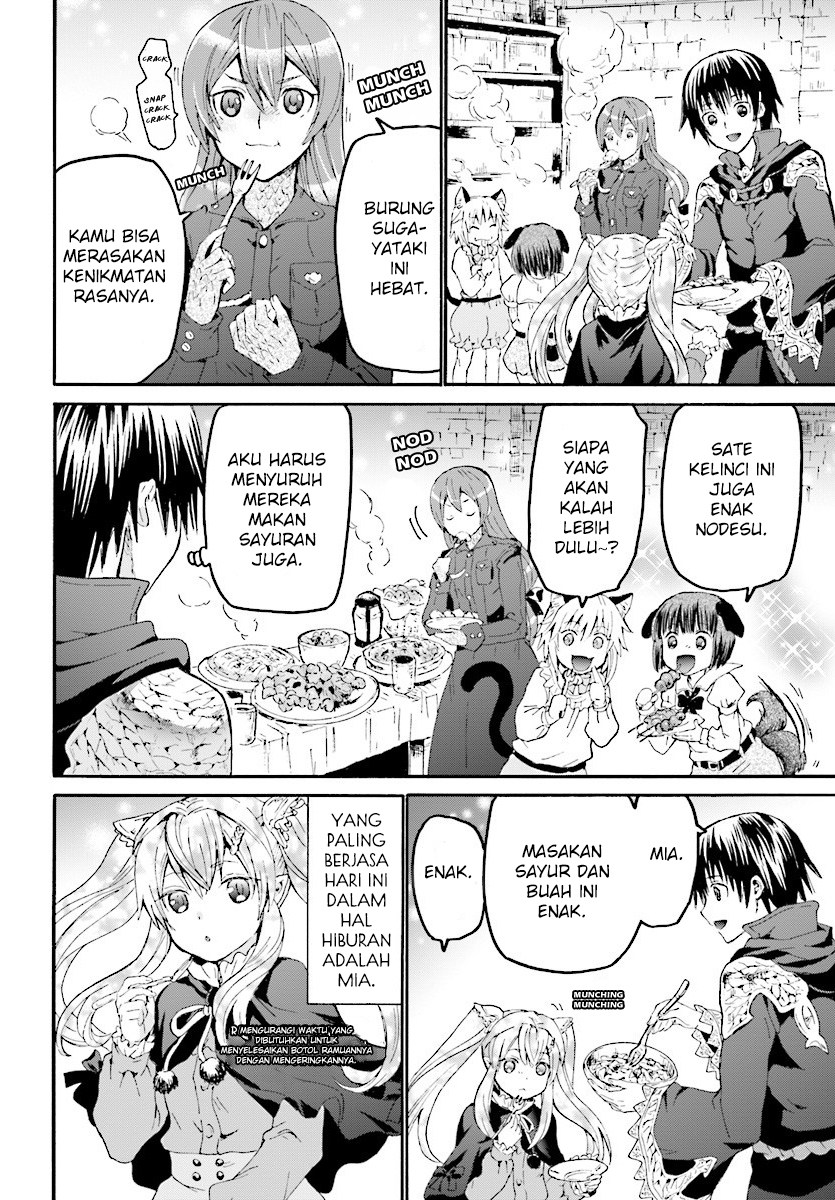 BURUNG
SUGA-
YATAKI
INI
HEBAT.
MUNCH
MUNCH
CRACK
SNAP
CRACK
CRACK
MUNCH
KAMU BISA
MERASAKAN
KENIKMATAN
RASANYA.
SATE
KELINCI INI
JUGA
ENAK
NODESU.
SIAPA
YANG
AKAN
KALAH
LEBIH
DULU~?
NOD
NOD
AKU HARUS
MENYURUH
MEREKA
MAKAN
SAYURAN
JUGA.
MIA.
MASAKAN
SAYUR DAN
BUAH INI
ENAK.
ENAK.
MUNCHING
MUNCHING
YANG
PALING
BERJASA
HARI INI
DALAM
HAL
HIBURAN
ADALAH
MIA.
R MENGURANGI WAKTU YANG
DIBUTUHKAN UNTUK
MENYELESAIKAN BOTOL RAMUANNYA
DENGAN MENGERINGKANNYA.